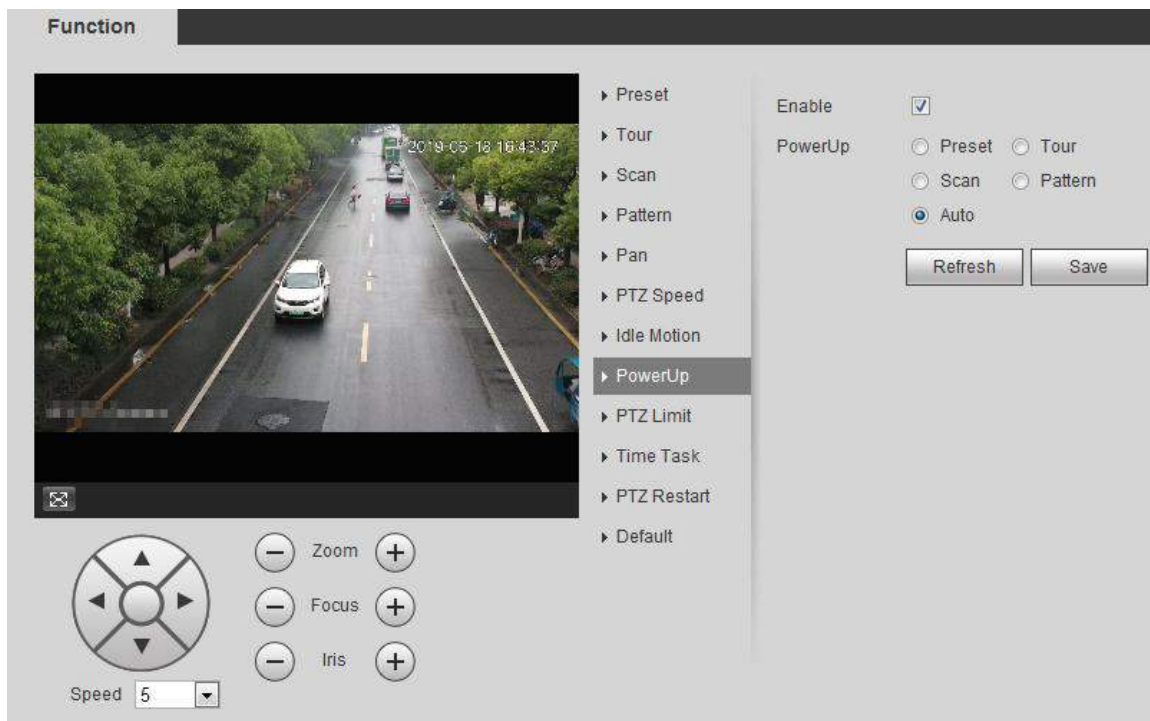 Function
2019-05-18 16:43:37
Preset
Tour
Scan
Pattern
Pan
PTZ Speed
Idle Motion
PowerUp
PTZ Limit
Time Task
PTZ Restart
Default
Enable
PowerUp
Preset Tour
Scan Pattern
Auto
Refresh Save
Zoom
Focus
Iris
Speed 5